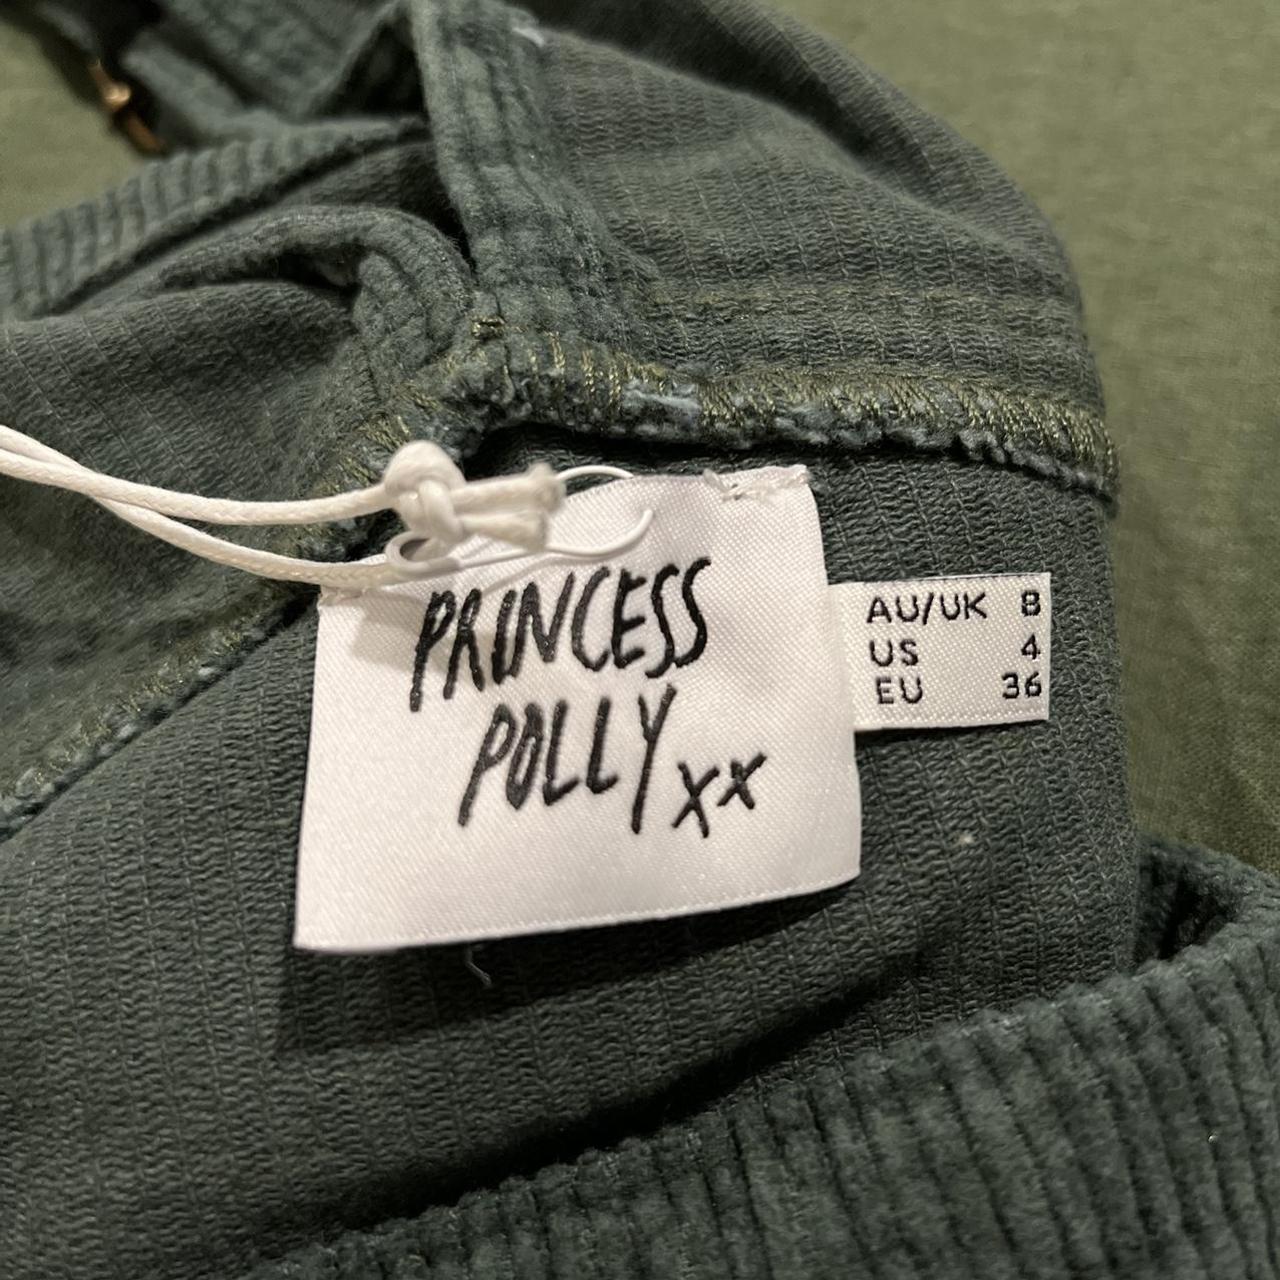 PRINCESS
POLLY xx
AU/UK 8
US 4
EU 36